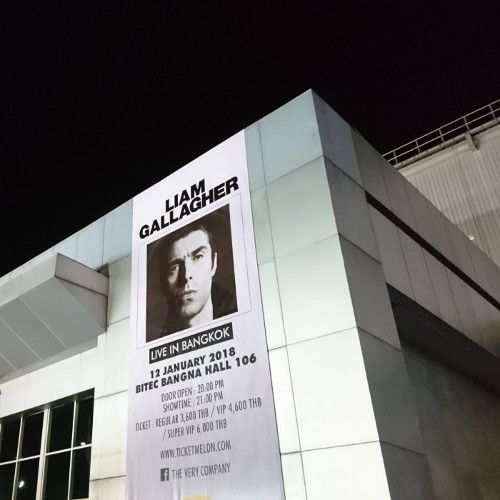 LIAM
GALLAGHER
LIVE IN BANGKOK
12 JANUARY 2018
BITEC BANGNA HALL 106
DOOR OPEN : 20:00 PM
SHOWTIME : 21:00 PM
TICKET : REGULAR 3,600 THB / VIP 4,600 THB
/ SUPER VIP 6,000 THB
WWW.TICKETMELON.COM
f THE VERY COMPANY